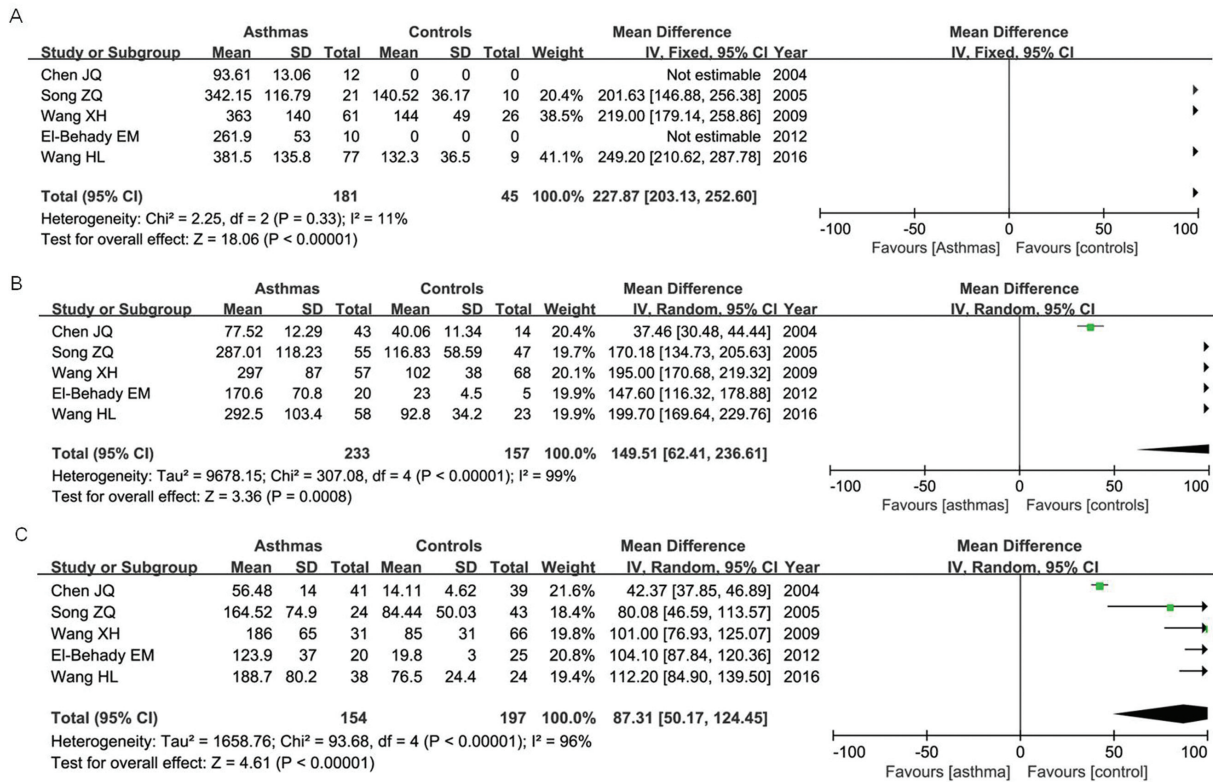 A
Asthmas Controls Mean Difference Mean Difference
Study or Subgroup Mean SD Total Mean SD Total Weight IV, Fixed, 95% CI Year IV, Fixed, 95% CI
Chen JQ 93.61 13.06 12 0 0 0 Not estimable 2004
Song ZQ 342.15 116.79 21 140.52 36.17 10 20.4% 201.63 [146.88, 256.38] 2005
Wang XH 363 140 61 144 49 26 38.5% 219.00 [179.14, 258.86] 2009
El-Behady EM 261.9 53 10 0 0 0 Not estimable 2012
Wang HL 381.5 135.8 77 132.3 36.5 9 41.1% 249.20 [210.62, 287.78] 2016
Total (95% CI) 181 45 100.0% 227.87 [203.13, 252.60]
Heterogeneity: Chi² = 2.25, df = 2 (P = 0.33); I² = 11%
Test for overall effect: Z = 18.06 (P < 0.00001)
-100 0 50 100
Favours [Asthmas] Favours [controls]
B
Asthmas Controls Mean Difference Mean Difference
Study or Subgroup Mean SD Total Mean SD Total Weight IV, Random, 95% CI Year IV, Random, 95% CI
Chen JQ 77.52 12.29 43 40.06 11.34 14 20.4% 37.46 [30.48, 44.44] 2004
Song ZQ 287.01 118.23 55 116.83 58.59 47 19.7% 170.18 [134.73, 205.63] 2005
Wang XH 297 87 57 102 38 68 20.1% 195.00 [170.68, 219.32] 2009
El-Behady EM 170.6 70.8 20 23 4.5 5 19.9% 147.60 [116.32, 178.88] 2012
Wang HL 292.5 103.4 58 92.8 34.2 23 19.9% 199.70 [169.64, 229.76] 2016
Total (95% CI) 233 157 100.0% 149.51 [62.41, 236.61]
Heterogeneity: Tau² = 9678.15; Chi² = 307.08, df = 4 (P < 0.00001); I² = 99%
Test for overall effect: Z = 3.36 (P = 0.0008)
-100 -50 0 50 100
Favours [asthmas] Favours [controls]
C
Asthmas Controls Mean Difference Mean Difference
Study or Subgroup Mean SD Total Mean SD Total Weight IV, Random, 95% CI Year IV, Random, 95% CI
Chen JQ 56.48 14 41 14.11 4.62 39 21.6% 42.37 [37.85, 46.89] 2004
Song ZQ 164.52 74.9 24 84.44 50.03 43 18.4% 80.08 [46.59, 113.57] 2005
Wang XH 186 65 31 85 31 66 19.8% 101.00 [76.93, 125.07] 2009
El-Behady EM 123.9 37 20 19.8 3 25 20.8% 104.10 [87.84, 120.36] 2012
Wang HL 188.7 80.2 38 76.5 24.4 24 19.4% 112.20 [84.90, 139.50] 2016
Total (95% CI) 154 197 100.0% 87.31 [50.17, 124.45]
Heterogeneity: Tau² = 1658.76; Chi² = 93.68, df = 4 (P < 0.00001); I² = 96%
Test for overall effect: Z = 4.61 (P < 0.00001)
-100 -50 0 50 100
Favours [asthma] Favours [control]